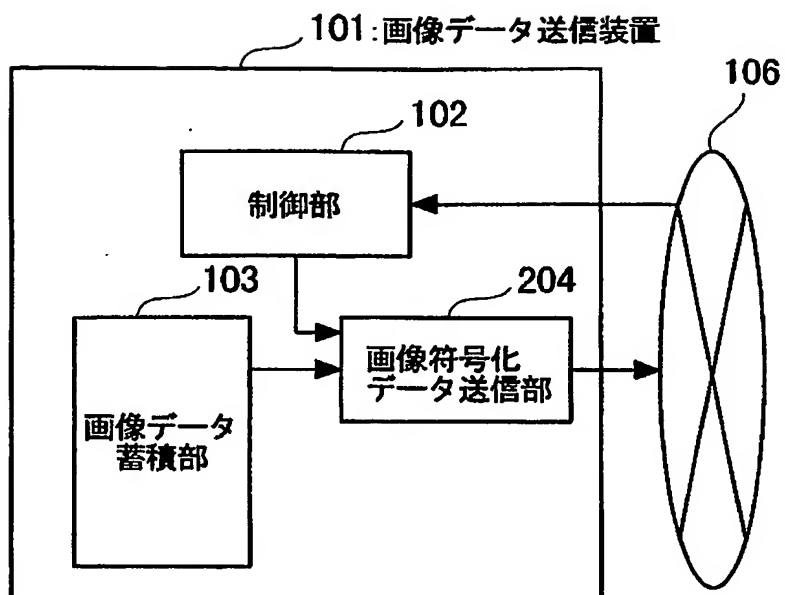 101:画像データ送信装置
106
102
制御部
103
204
画像符号化
データ送信部
画像データ
蓄積部